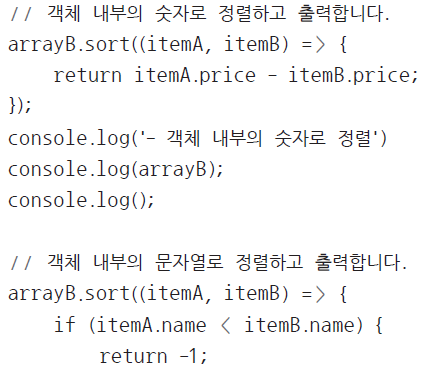 // 객체 내부의 숫자로 정렬하고 출력합니다.
arrayB.sort((itemA, itemB) => {
    return itemA.price - itemB.price;
});
console.log('- 객체 내부의 숫자로 정렬')
console.log(arrayB);
console.log();

// 객체 내부의 문자열로 정렬하고 출력합니다.
arrayB.sort((itemA, itemB) => {
    if (itemA.name < itemB.name) {
        return -1;